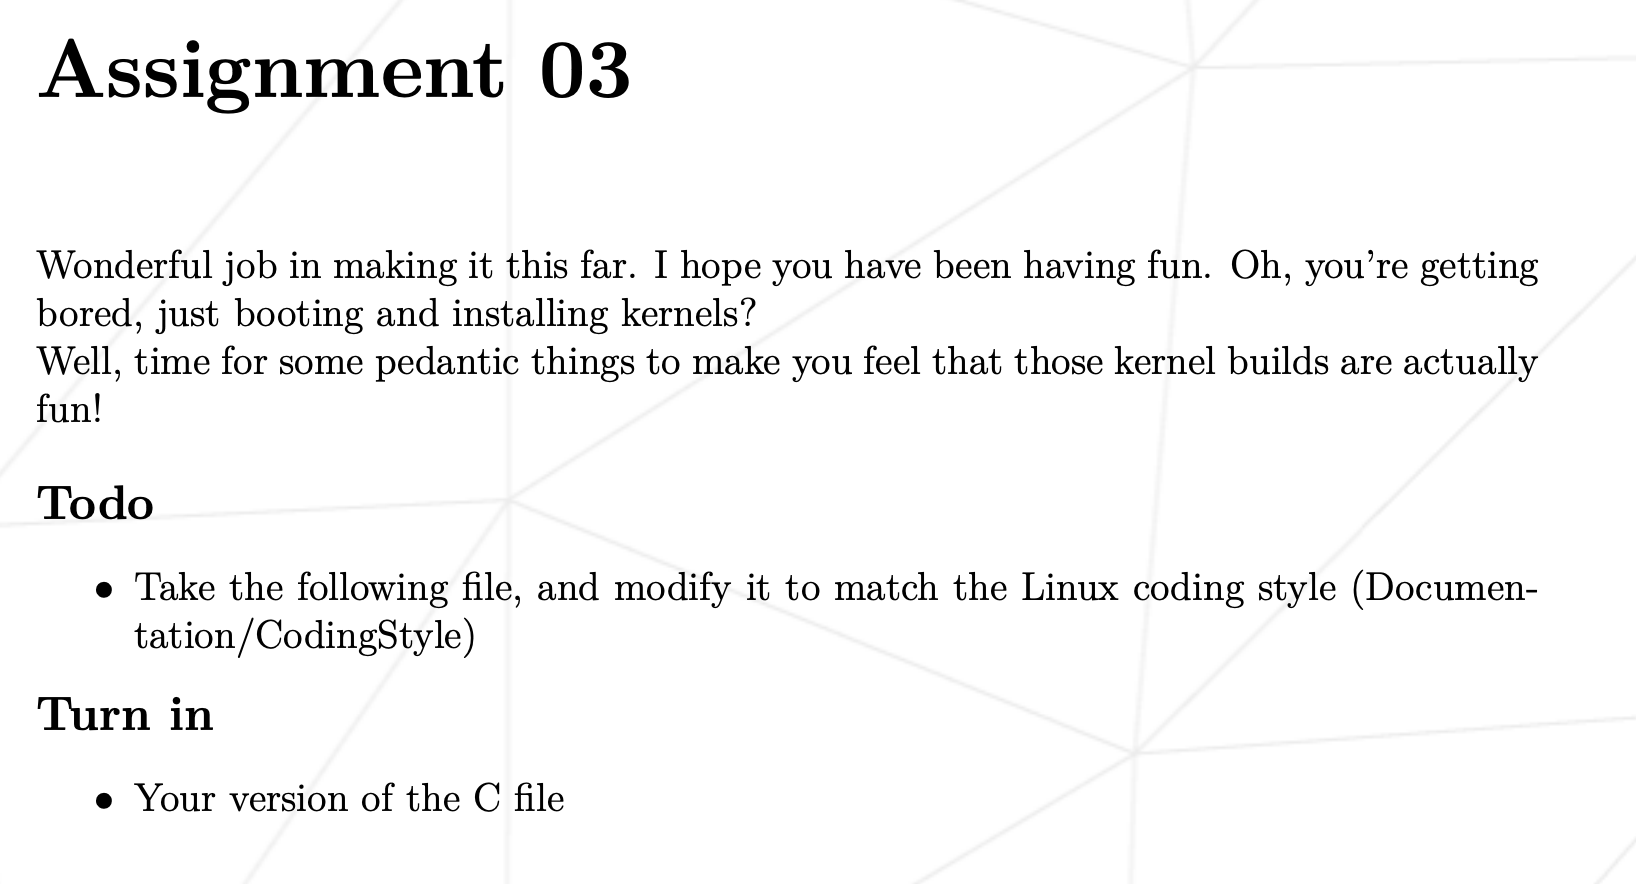 Assignment 03
Wonderful job in making it this far. I hope you have been having fun. Oh, you're getting
bored, just booting and installing kernels?
Well, time for some pedantic things to make you feel that those kernel builds are actually
fun!
Todo
• Take the following file, and modify it to match the Linux coding style (Documen-
tation/CodingStyle)
Turn in
• Your version of the C file